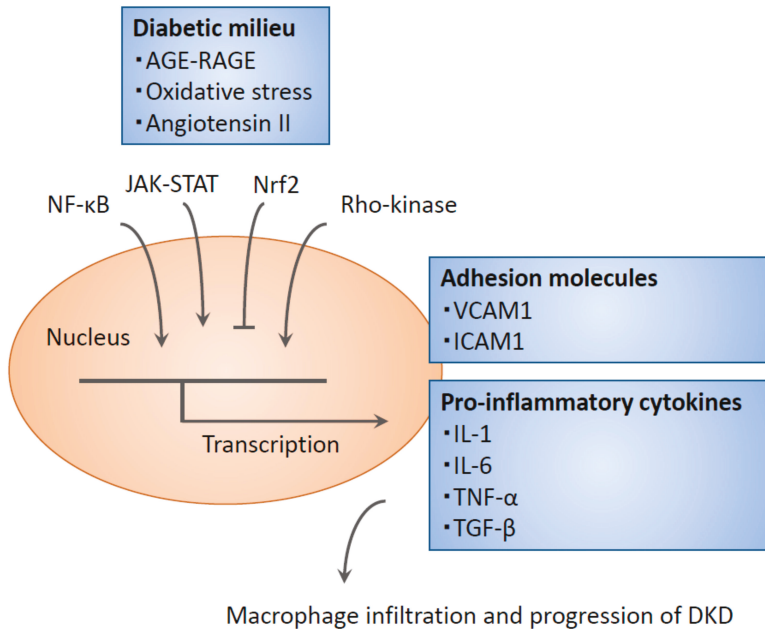 Diabetic milieu
･AGE-RAGE
･Oxidative stress
･Angiotensin II
NF-κB
JAK-STAT
Nrf2
Rho-kinase
Nucleus
Transcription
Adhesion molecules
･VCAM1
･ICAM1
Pro-inflammatory cytokines
･IL-1
･IL-6
･TNF-α
･TGF-β
Macrophage infiltration and progression of DKD